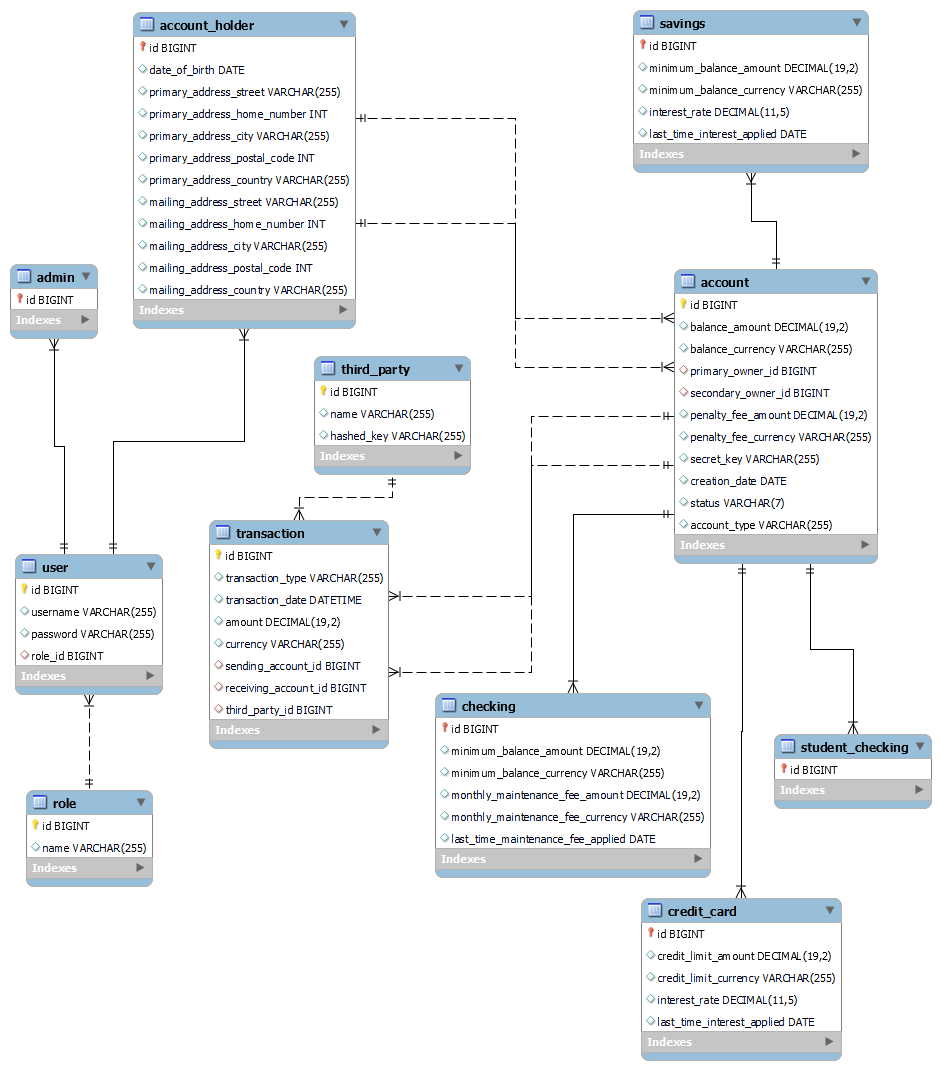 account_holder
id BIGINT
date_of_birth DATE
primary_address_street VARCHAR(255)
primary_address_home_number INT
primary_address_city VARCHAR(255)
primary_address_postal_code INT
primary_address_country VARCHAR(255)
mailing_address_street VARCHAR(255)
mailing_address_home_number INT
mailing_address_city VARCHAR(255)
mailing_address_postal_code INT
mailing_address_country VARCHAR(255)
Indexes
savings
id BIGINT
minimum_balance_amount DECIMAL(19,2)
minimum_balance_currency VARCHAR(255)
interest_rate DECIMAL(11,5)
last_time_interest_applied DATE
Indexes
admin
id BIGINT
Indexes
account
id BIGINT
balance_amount DECIMAL(19,2)
balance_currency VARCHAR(255)
primary_owner_id BIGINT
secondary_owner_id BIGINT
penalty_fee_amount DECIMAL(19,2)
penalty_fee_currency VARCHAR(255)
secret_key VARCHAR(255)
creation_date DATE
status VARCHAR(7)
account_type VARCHAR(255)
Indexes
third_party
id BIGINT
name VARCHAR(255)
hashed_key VARCHAR(255)
Indexes
transaction
id BIGINT
transaction_type VARCHAR(255)
transaction_date DATETIME
amount DECIMAL(19,2)
currency VARCHAR(255)
sending_account_id BIGINT
receiving_account_id BIGINT
third_party_id BIGINT
Indexes
user
id BIGINT
username VARCHAR(255)
password VARCHAR(255)
role_id BIGINT
Indexes
checking
id BIGINT
minimum_balance_amount DECIMAL(19,2)
minimum_balance_currency VARCHAR(255)
monthly_maintenance_fee_amount DECIMAL(19,2)
monthly_maintenance_fee_currency VARCHAR(255)
last_time_maintenance_fee_applied DATE
Indexes
student_checking
id BIGINT
Indexes
role
id BIGINT
name VARCHAR(255)
Indexes
credit_card
id BIGINT
credit_limit_amount DECIMAL(19,2)
credit_limit_currency VARCHAR(255)
interest_rate DECIMAL(11,5)
last_time_interest_applied DATE
Indexes